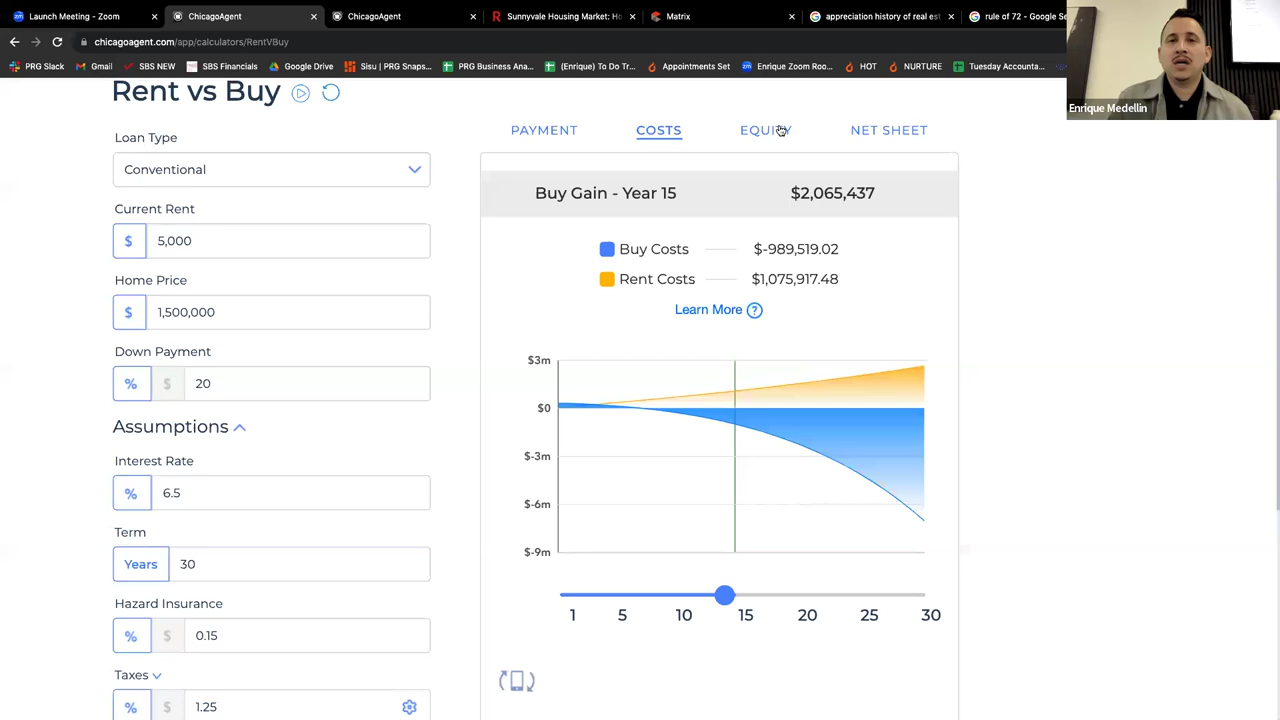 Launch Meeting - Zoom
ChicagoAgent
ChicagoAgent
Sunnyvale Housing Market: Ho
Matrix
appreciation history of real est
rule of 72 - Google Se
chicagoagent.com/app/calculators/RentVBuy
PRG Slack
Gmail
SBS NEW
SBS Financials
Google Drive
Sisu | PRG Snaps...
PRG Business Ana...
(Enrique) To Do Tr...
Appointments Set
Enrique Zoom Roo...
HOT
NURTURE
Tuesday Accounta...
Enrique Medellin
Rent vs Buy
Loan Type
Conventional
Current Rent
$ 5,000
Home Price
$ 1,500,000
Down Payment
% $ 20
Assumptions
Interest Rate
% 6.5
Term
Years 30
Hazard Insurance
% $ 0.15
Taxes
% $ 1.25
PAYMENT COSTS EQUITY NET SHEET
Buy Gain - Year 15 $2,065,437
Buy Costs $-989,519.02
Rent Costs $1,075,917.48
Learn More ?
$3m
$0
$-3m
$-6m
$-9m
1 5 10 15 20 25 30